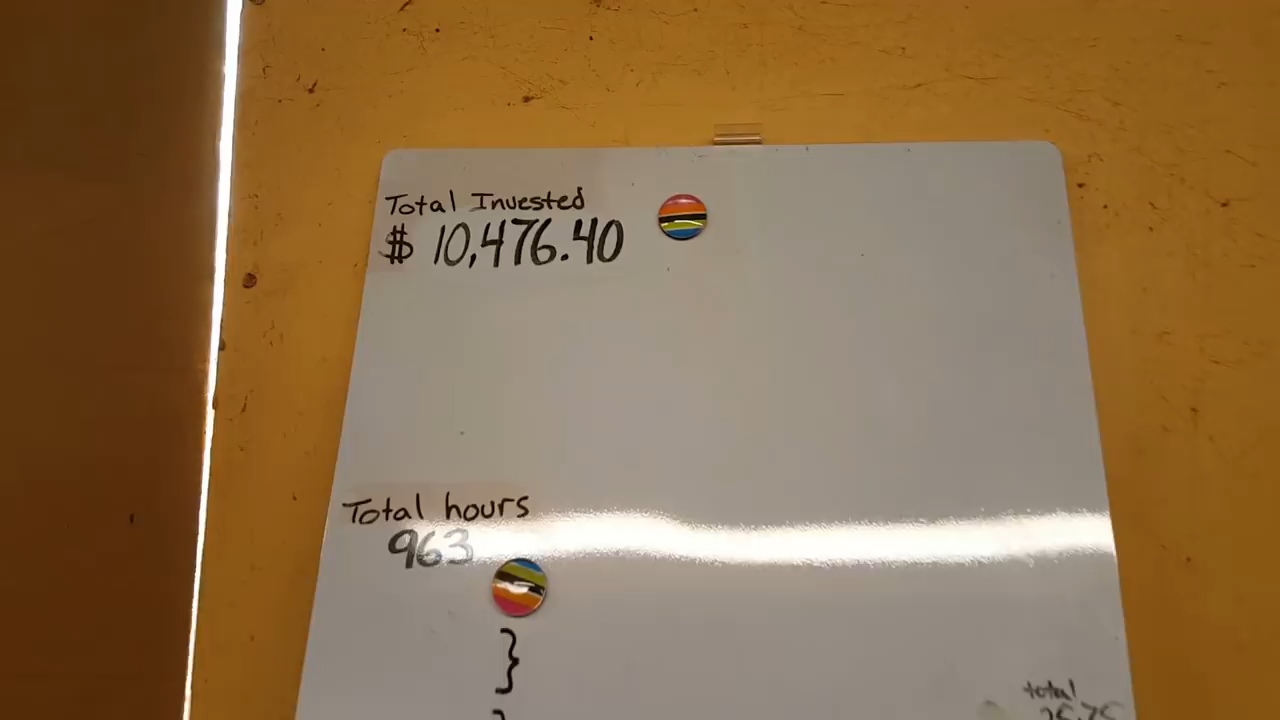 Total Invested
$ 10,476.40
Total hours
963
}
total